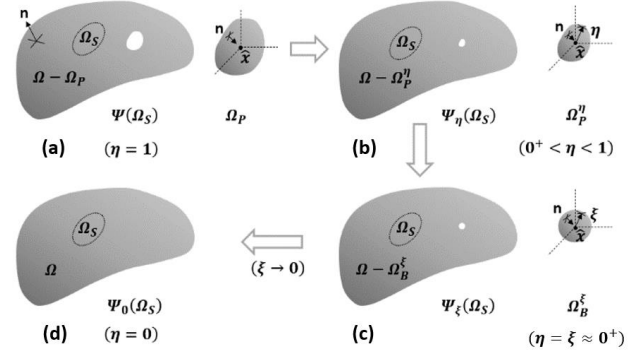 n
Ω_S
Ω − Ω_P
Ψ(Ω_S)
(a)
(η = 1)
n
x̂
Ω_P
Ω_S
Ω − Ω_P^η
Ψ_η(Ω_S)
(b)
n
η
x̂
Ω_P^η
(0⁺ < η < 1)
Ω_S
Ω
Ψ_0(Ω_S)
(d)
(η = 0)
(ξ → 0)
Ω_S
Ω − Ω_B^ξ
Ψ_ξ(Ω_S)
(c)
n
ξ
x̂
Ω_B^ξ
(η = ξ ≈ 0⁺)